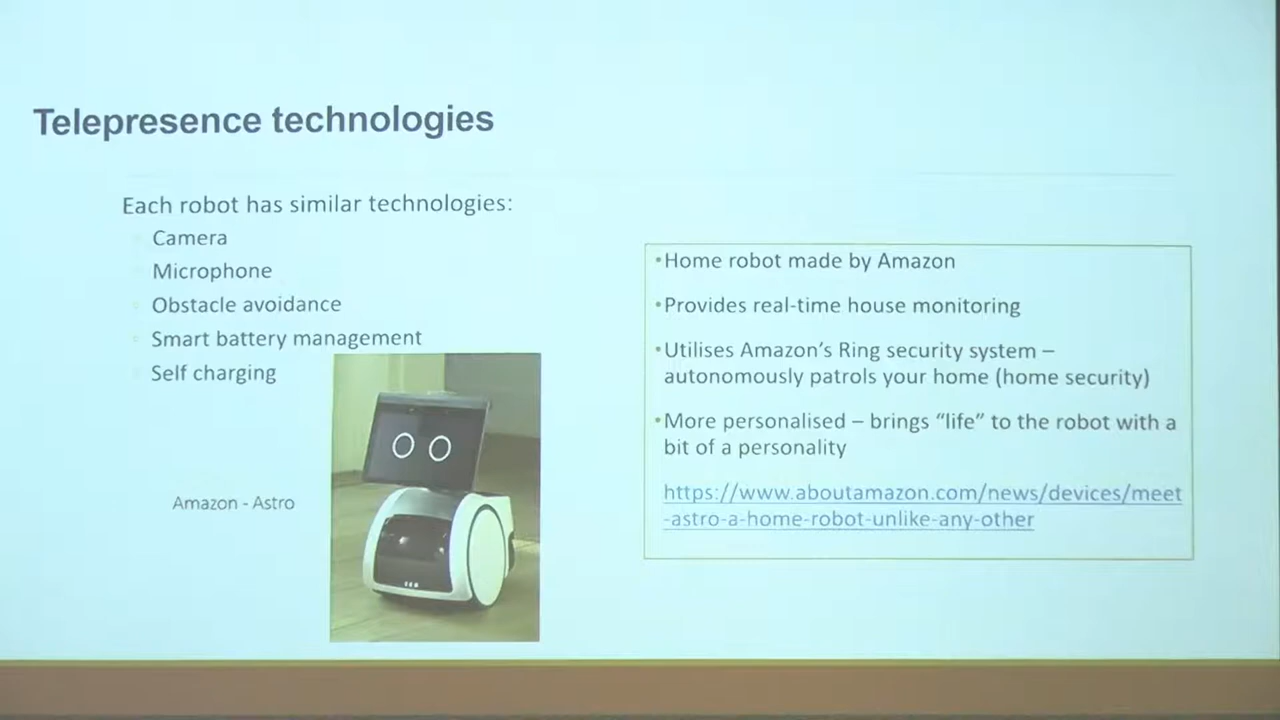 Telepresence technologies
Each robot has similar technologies:
Camera
Microphone
Obstacle avoidance
Smart battery management
Self charging
Amazon - Astro
•Home robot made by Amazon
•Provides real-time house monitoring
•Utilises Amazon's Ring security system –
autonomously patrols your home (home security)
•More personalised – brings “life” to the robot with a
bit of a personality
https://www.aboutamazon.com/news/devices/meet
-astro-a-home-robot-unlike-any-other